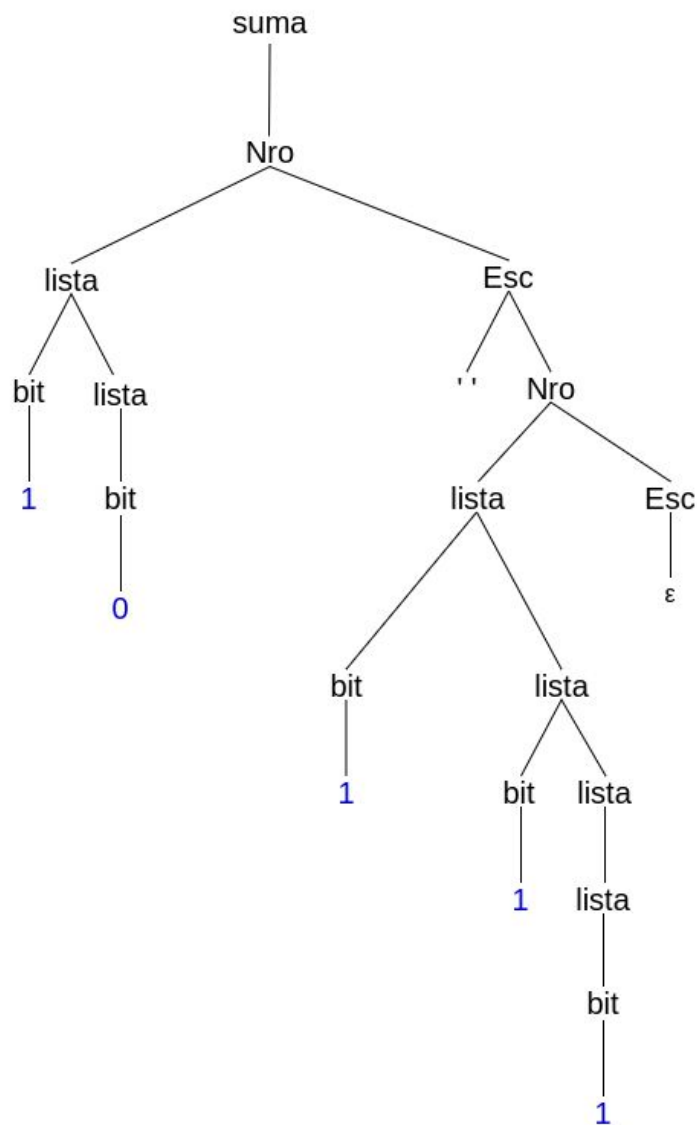 suma
Nro
lista Esc
bit lista ' ' Nro
1 bit lista Esc
0 ε
bit lista
1 bit lista
1 lista
bit
1